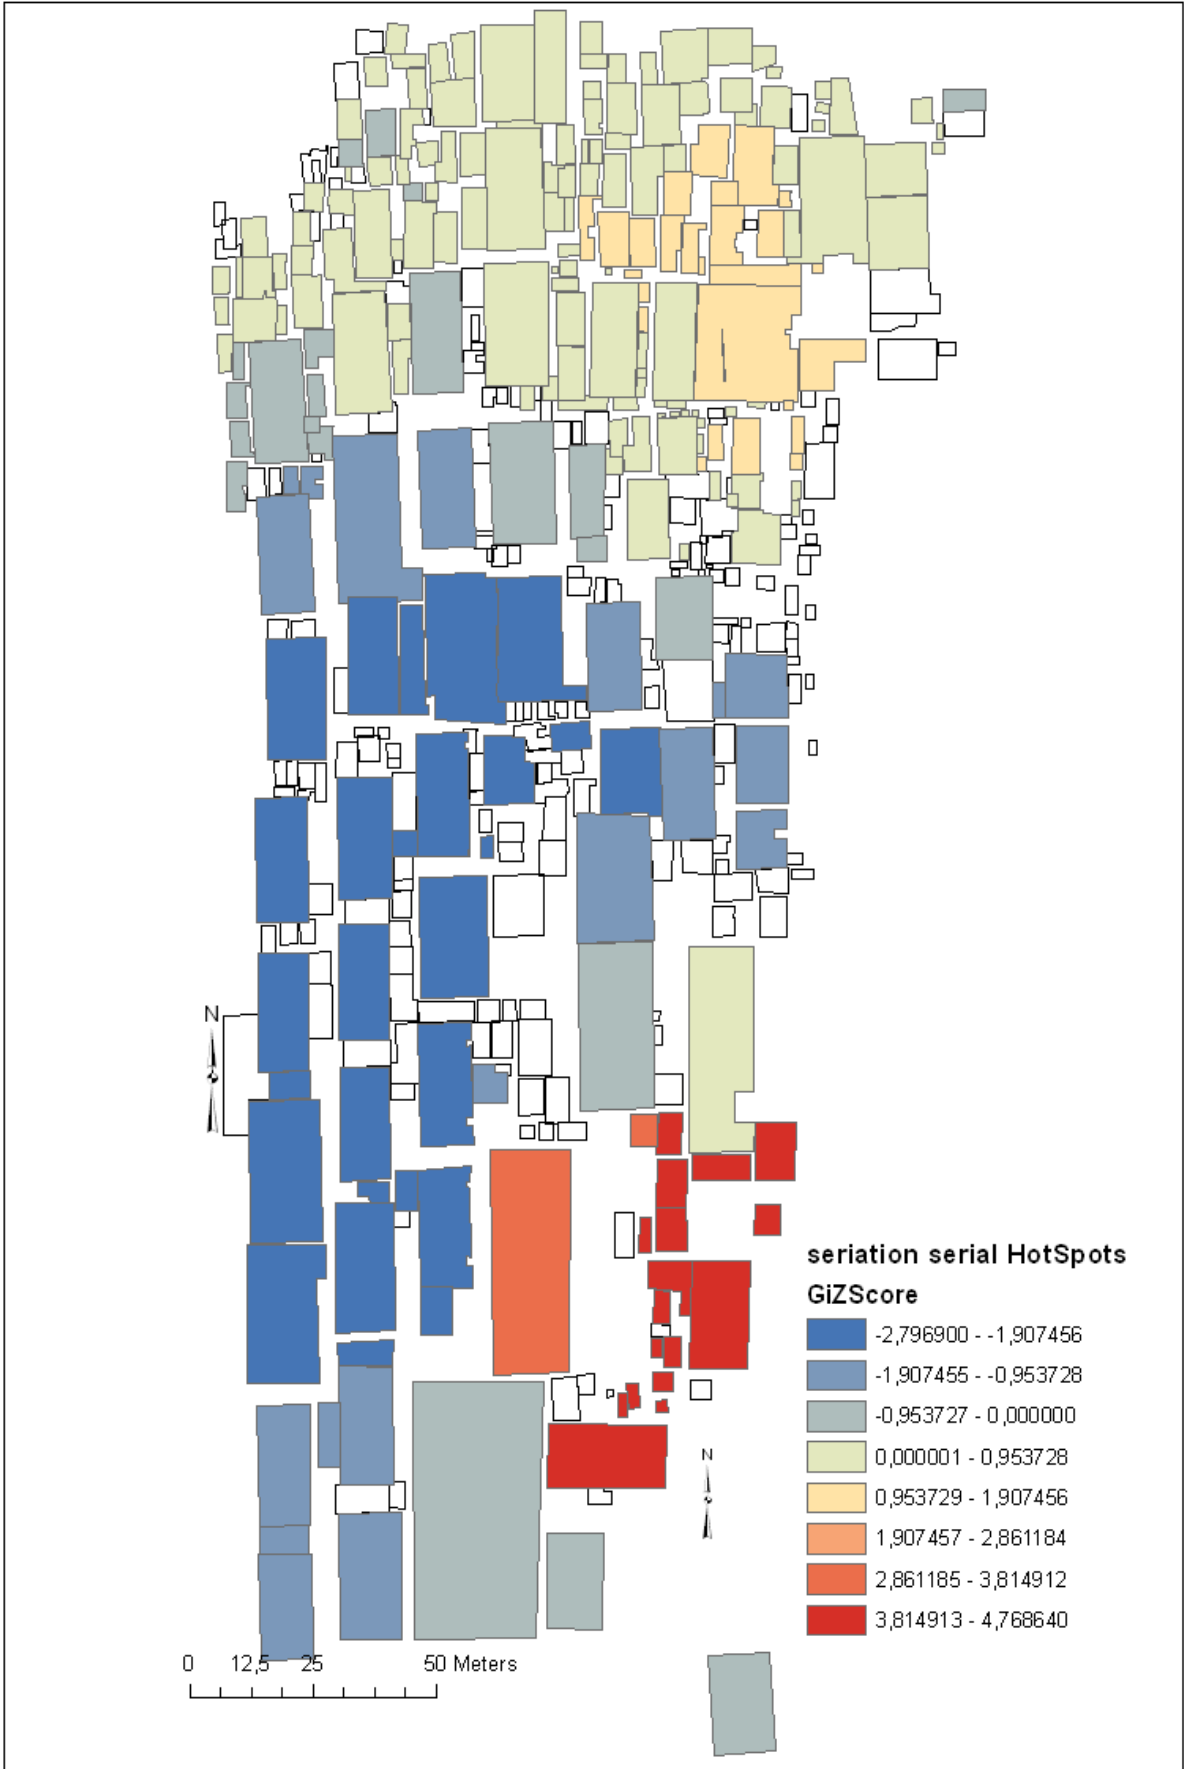 N
seriation serial HotSpots
GiZScore
-2,796900 - -1,907456
-1,907455 - -0,953728
-0,953727 - 0,000000
0,000001 - 0,953728
0,953729 - 1,907456
1,907457 - 2,861184
2,861185 - 3,814912
3,814913 - 4,768640
N
0 12,5 25 50 Meters